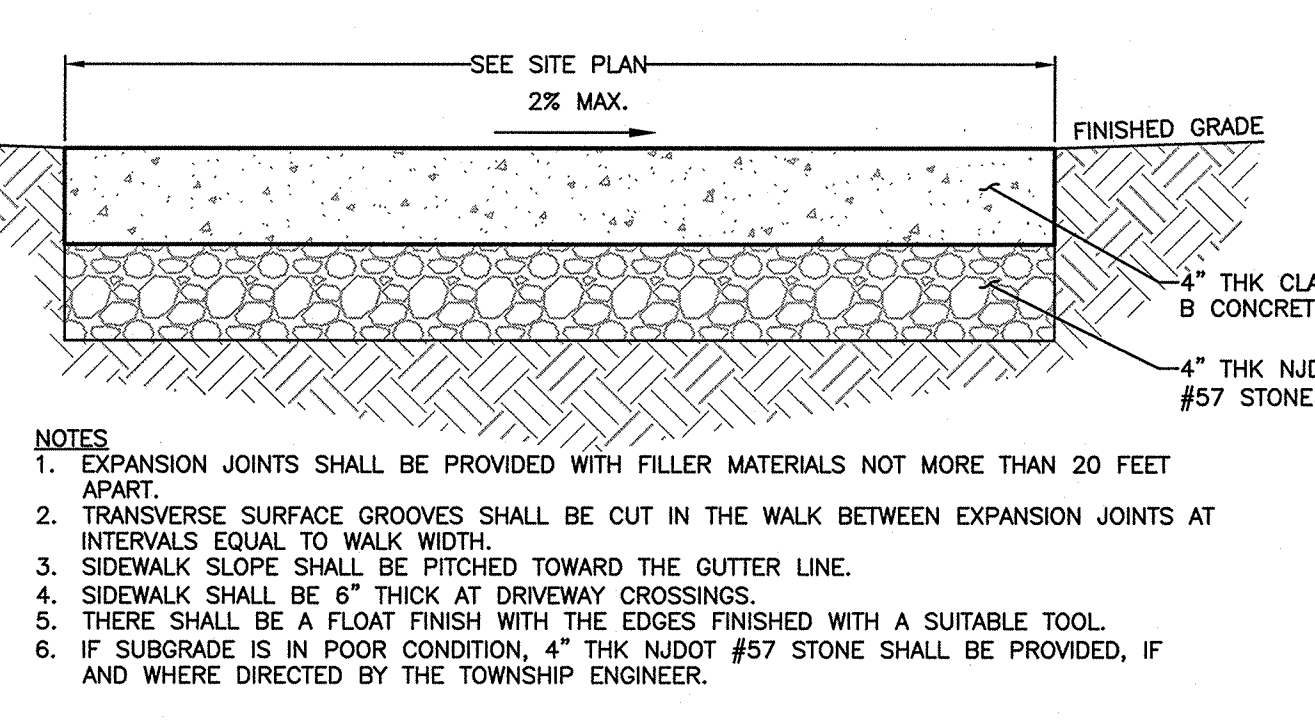 SEE SITE PLAN
2% MAX.
FINISHED GRADE
4" THK CLA
B CONCRET
4" THK NJD
#57 STONE
NOTES
1. EXPANSION JOINTS SHALL BE PROVIDED WITH FILLER MATERIALS NOT MORE THAN 20 FEET
APART.
2. TRANSVERSE SURFACE GROOVES SHALL BE CUT IN THE WALK BETWEEN EXPANSION JOINTS AT
INTERVALS EQUAL TO WALK WIDTH.
3. SIDEWALK SLOPE SHALL BE PITCHED TOWARD THE GUTTER LINE.
4. SIDEWALK SHALL BE 6" THICK AT DRIVEWAY CROSSINGS.
5. THERE SHALL BE A FLOAT FINISH WITH THE EDGES FINISHED WITH A SUITABLE TOOL.
6. IF SUBGRADE IS IN POOR CONDITION, 4" THK NJDOT #57 STONE SHALL BE PROVIDED, IF
AND WHERE DIRECTED BY THE TOWNSHIP ENGINEER.